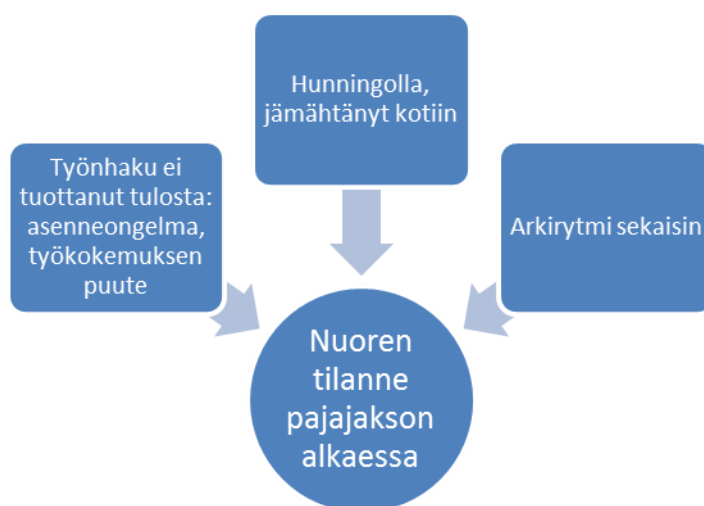 Hunningolla,
jämähtänyt kotiin
Työnhaku ei
tuottanut tulosta:
asenneongelma,
työkokemuksen
puute
Arkirytmi sekaisin
Nuoren
tilanne
pajajakson
alkaessa